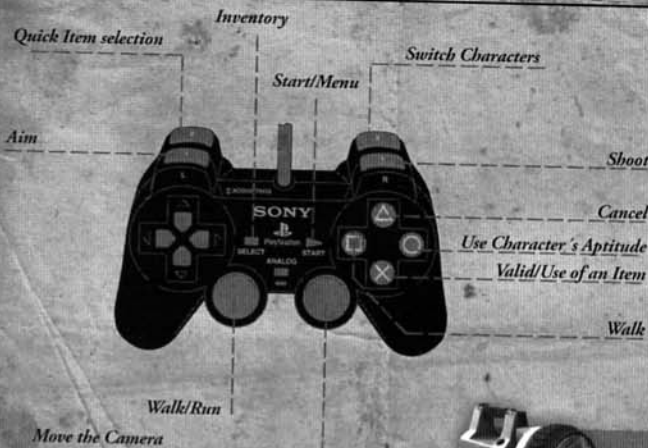 Inventory
Quick Item selection
Switch Characters
Start/Menu
Aim
Shoot
L
R
SONY
Cancel
PlayStation
SELECT
START
Use Character´s Aptitude
ANALOG
Valid/Use of an Item
Walk
Walk/Run
Move the Camera